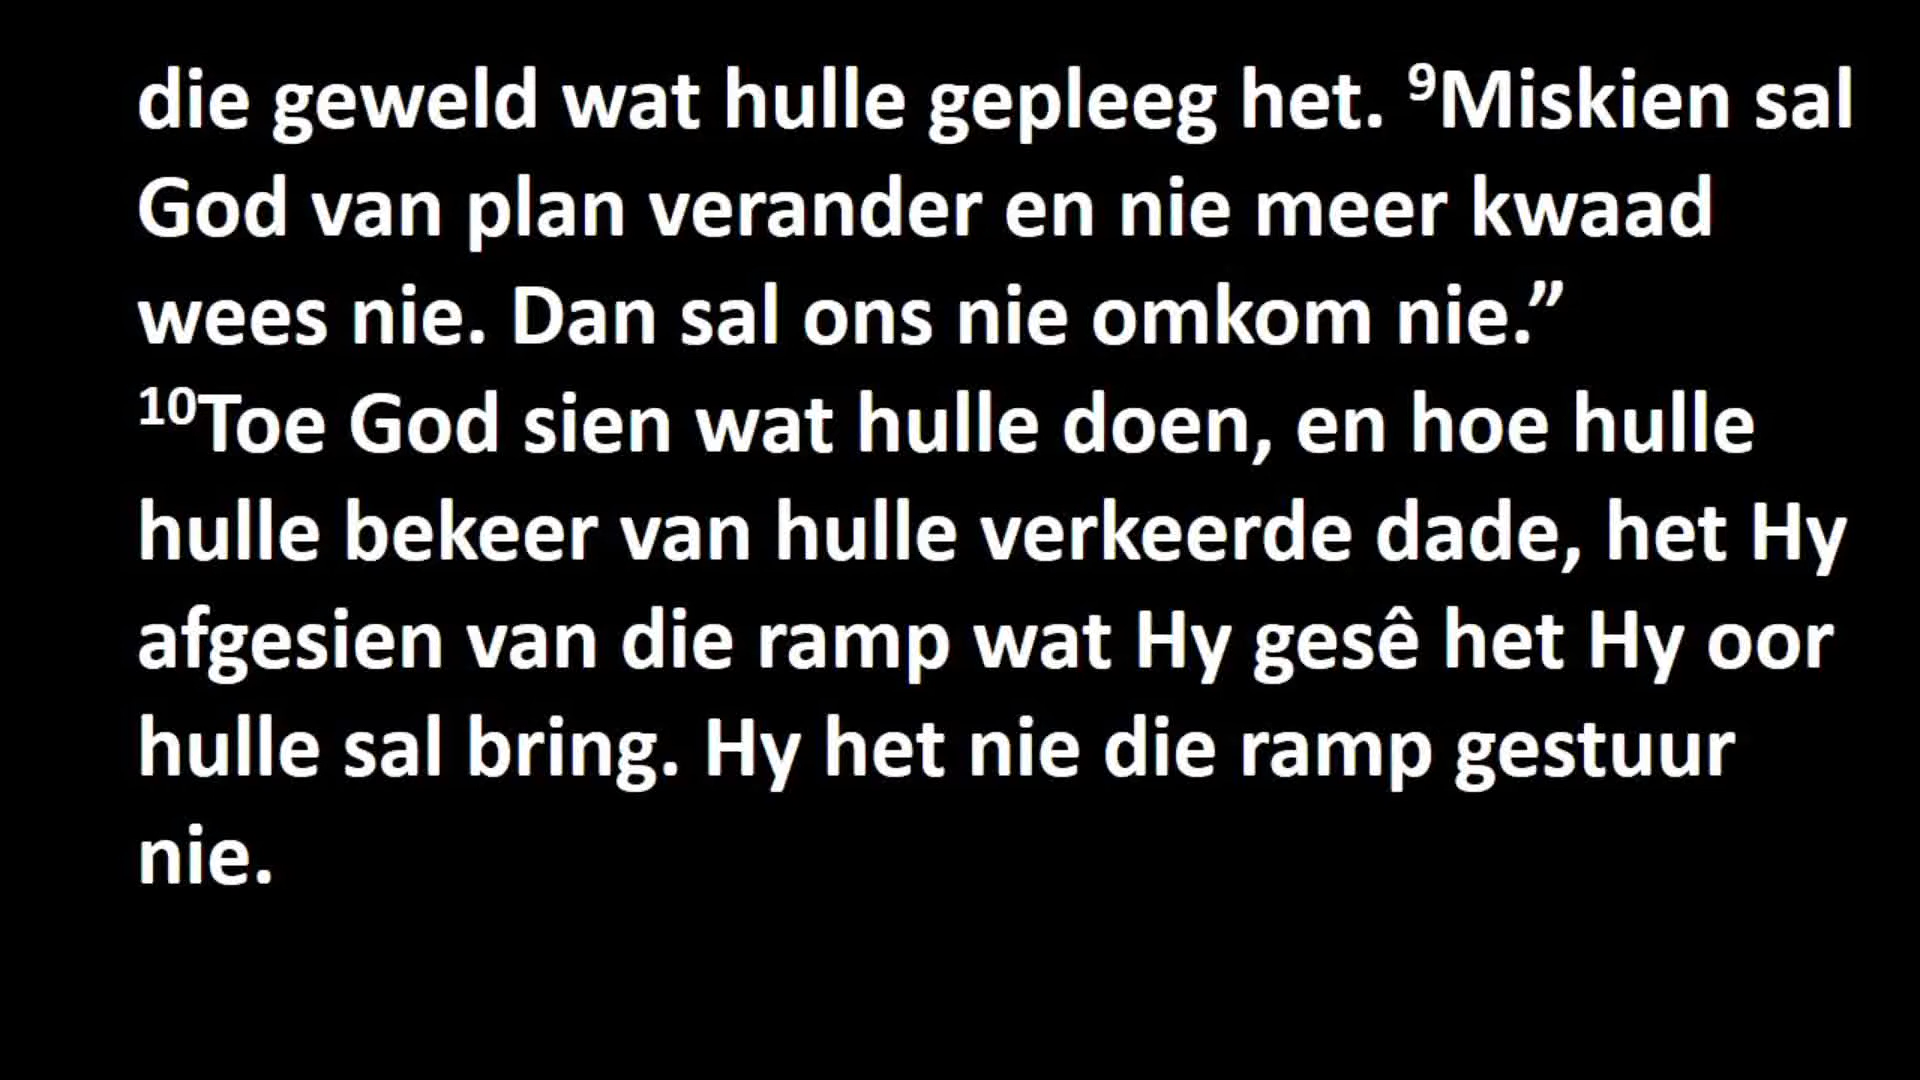 die geweld wat hulle gepleeg het. ⁹Miskien sal
God van plan verander en nie meer kwaad
wees nie. Dan sal ons nie omkom nie.”
¹⁰Toe God sien wat hulle doen, en hoe hulle
hulle bekeer van hulle verkeerde dade, het Hy
afgesien van die ramp wat Hy gesê het Hy oor
hulle sal bring. Hy het nie die ramp gestuur
nie.